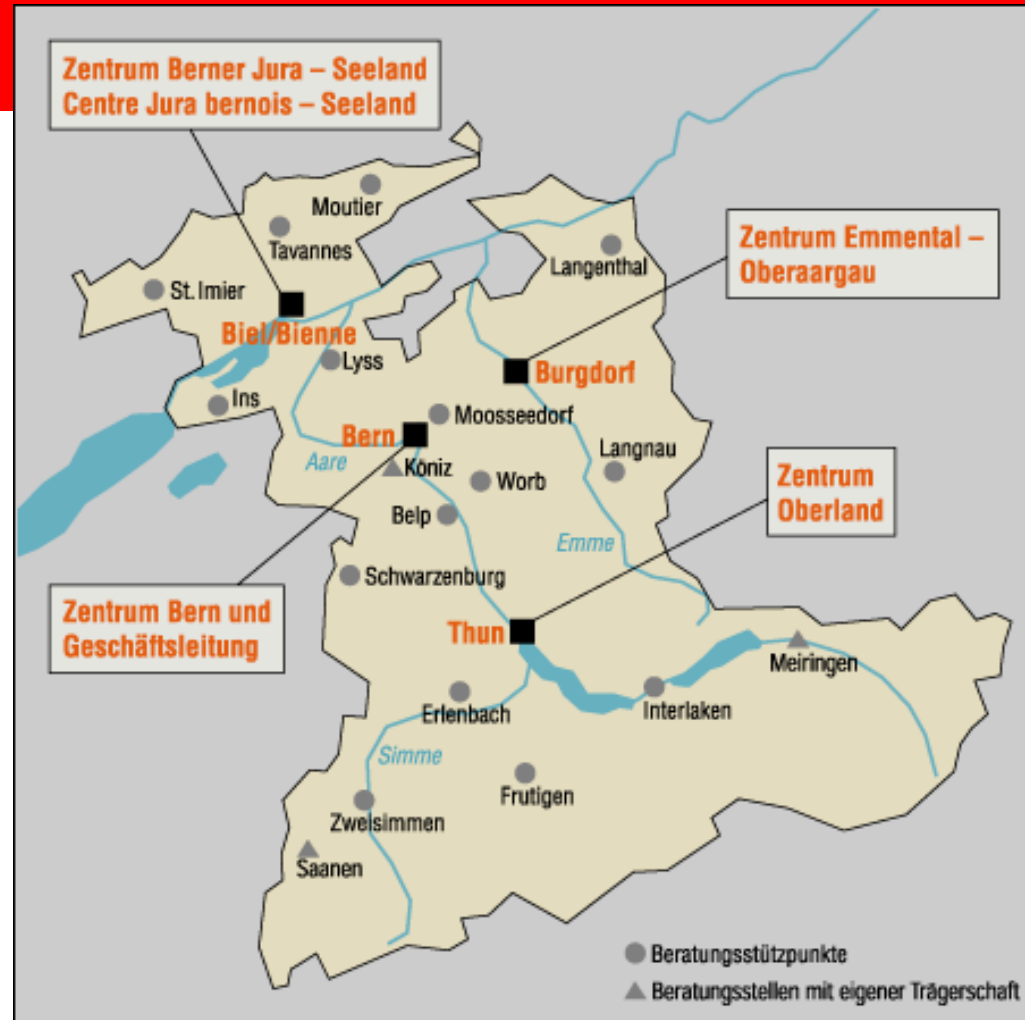 Zentrum Berner Jura – Seeland
Centre Jura bernois – Seeland
Moutier
Tavannes
St. Imier
Biel/Bienne
Lyss
Ins
Langenthal
Zentrum Emmental –
Oberaargau
Burgdorf
Moosseedorf
Bern
Aare
Köniz
Worb
Langnau
Belp
Emme
Zentrum
Oberland
Schwarzenburg
Zentrum Bern und
Geschäftsleitung
Thun
Meiringen
Interlaken
Erlenbach
Simme
Frutigen
Zweisimmen
Saanen
Beratungsstützpunkte
Beratungsstellen mit eigener Trägerschaft